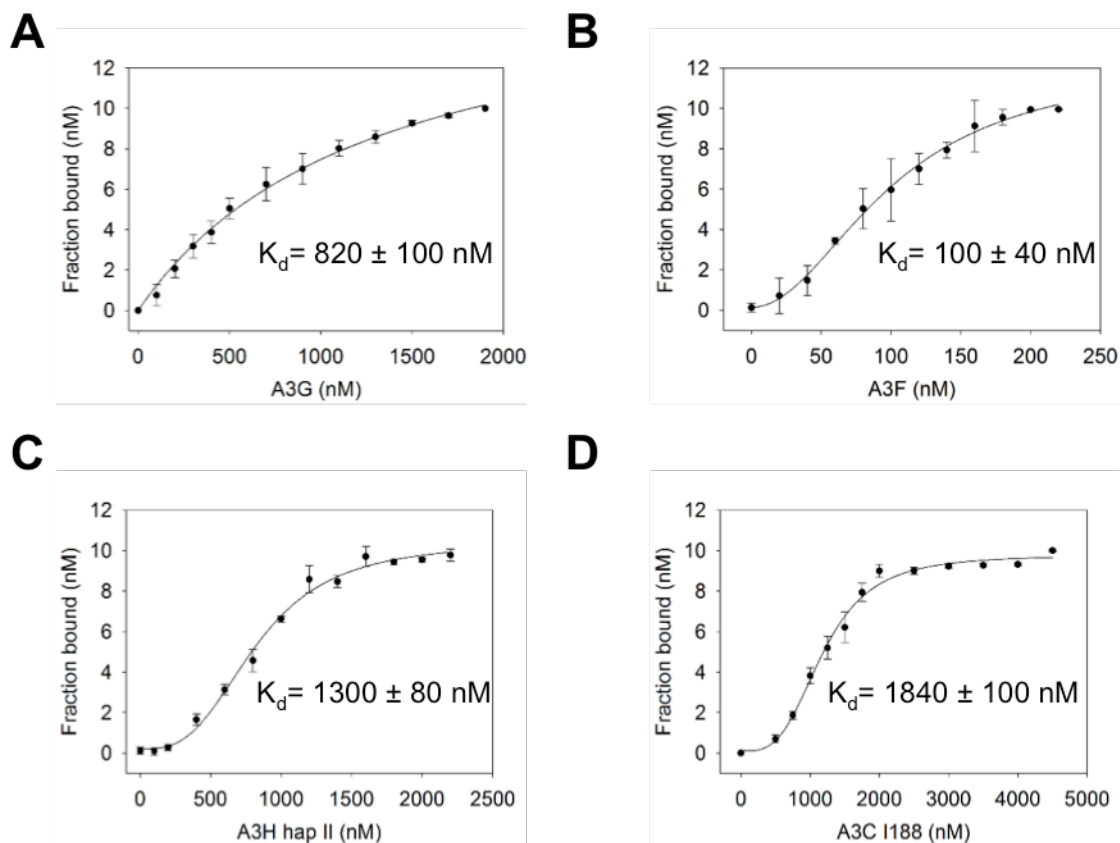 A
Fraction bound (nM)
12
10
8
6
4
2
0
K_d= 820 ± 100 nM
0 500 1000 1500 2000
A3G (nM)
B
Fraction bound (nM)
12
10
8
6
4
2
0
K_d= 100 ± 40 nM
0 50 100 150 200 250
A3F (nM)
C
Fraction bound (nM)
12
10
8
6
4
2
0
K_d= 1300 ± 80 nM
0 500 1000 1500 2000 2500
A3H hap II (nM)
D
Fraction bound (nM)
12
10
8
6
4
2
0
K_d= 1840 ± 100 nM
0 1000 2000 3000 4000 5000
A3C I188 (nM)